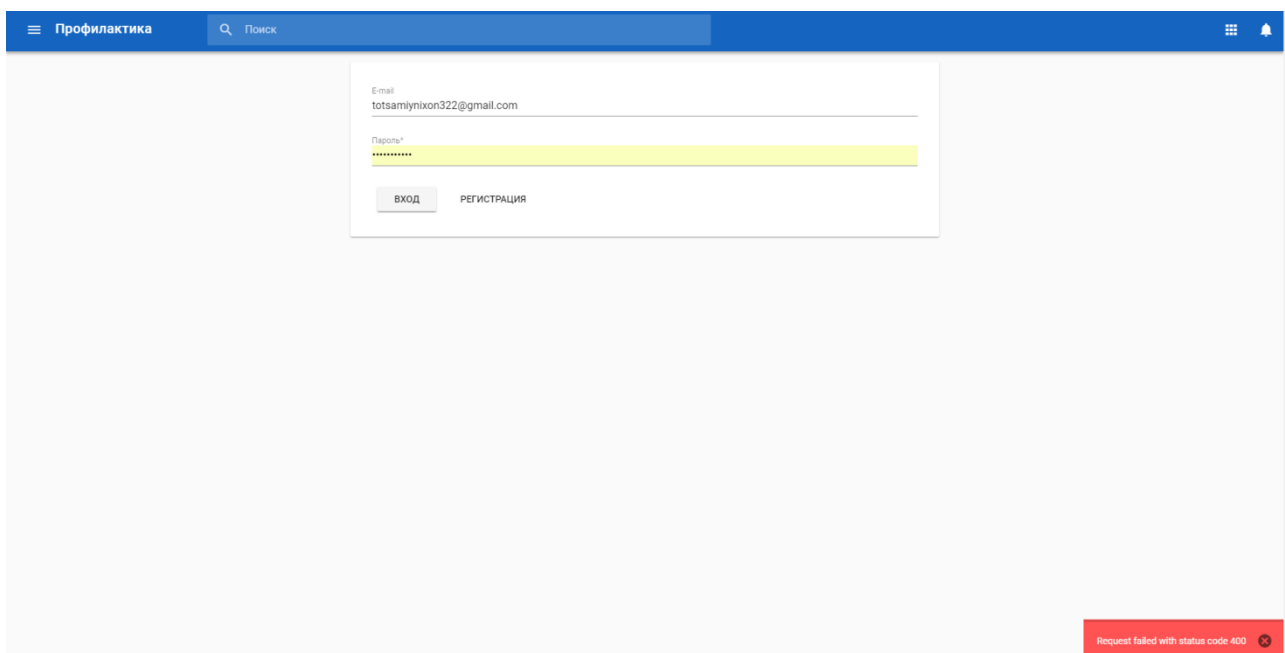 Профилактика
Поиск
E-mail
totsamiynixon322@gmail.com
Пароль*
•••••••••••
ВХОД РЕГИСТРАЦИЯ
Request failed with status code 400